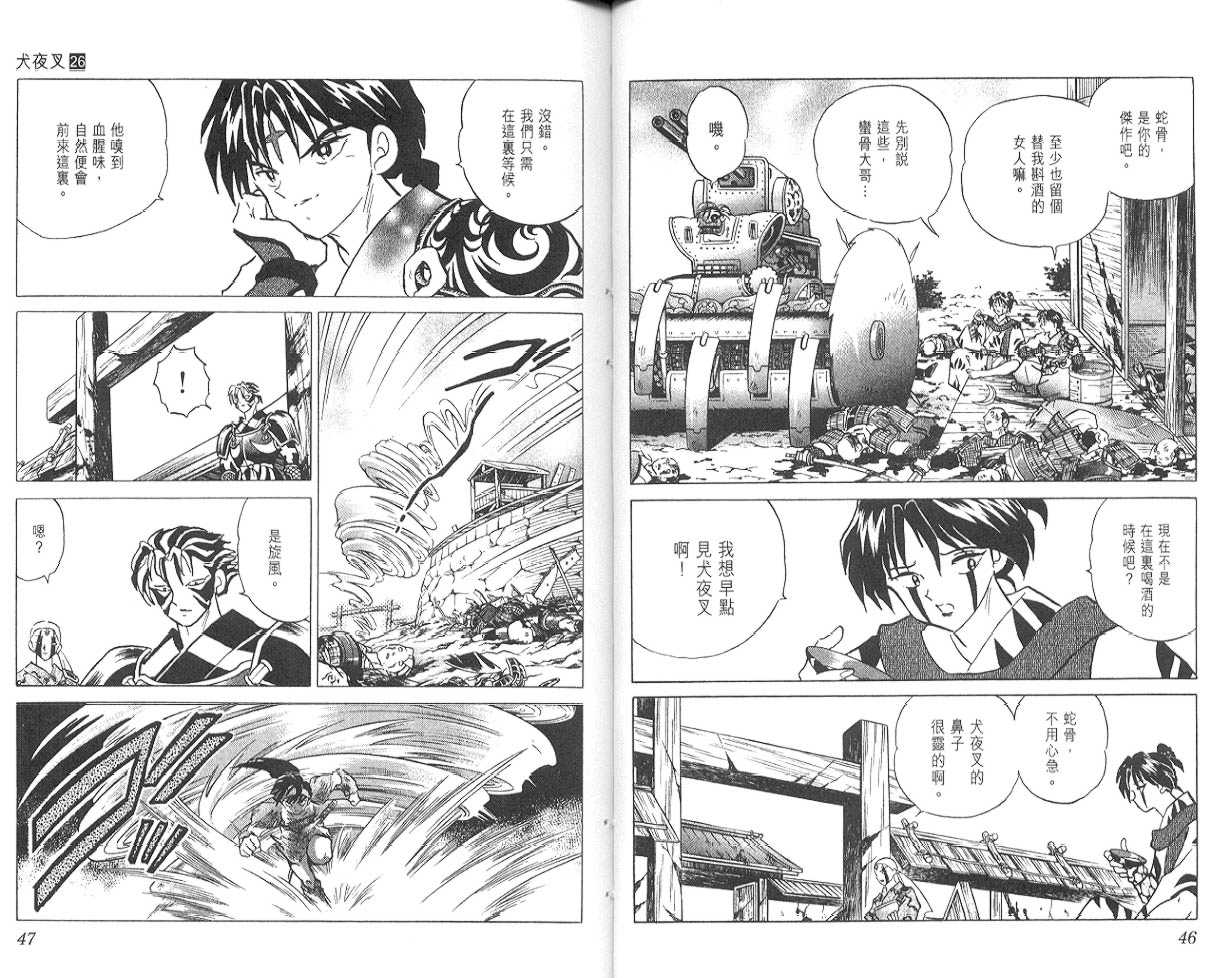 蛇骨，
是你的
傑作吧。
至少也留個
替我斟酒的
女人嘛。
先別說
這些，
蠻骨大哥…
嘰。
現在不是
在這裏喝酒的
時候吧？
我想早點
見犬夜叉
啊！
蛇骨，
不用心急。
犬夜叉的
鼻子
很靈的啊。
46
犬夜叉 26
沒錯。
我們只需
在這裏等候。
他嗅到
血腥味，
自然便會
前來這裏。
！
是旋風。
嗯？
47